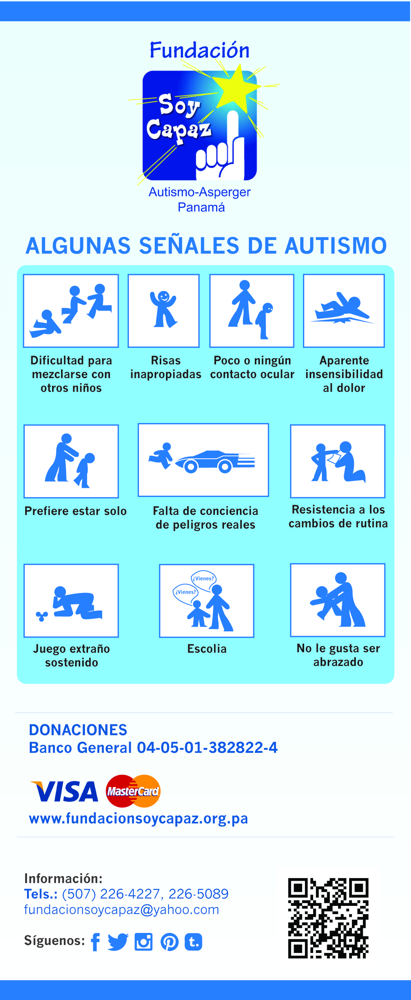 Fundación
Soy
Capaz
Autismo-Asperger
Panamá
ALGUNAS SEÑALES DE AUTISMO
Dificultad para
mezclarse con
otros niños
Risas
inapropiadas
Poco o ningún
contacto ocular
Aparente
insensibilidad
al dolor
Prefiere estar solo
Falta de conciencia
de peligros reales
Resistencia a los
cambios de rutina
¿Vienes?
¿Vienes?
Juego extraño
sostenido
Escolia
No le gusta ser
abrazado
DONACIONES
Banco General 04-05-01-382822-4
VISA MasterCard
www.fundacionsoycapaz.org.pa
Información:
Tels.: (507) 226-4227, 226-5089
fundacionsoycapaz@yahoo.com
Síguenos: f t.